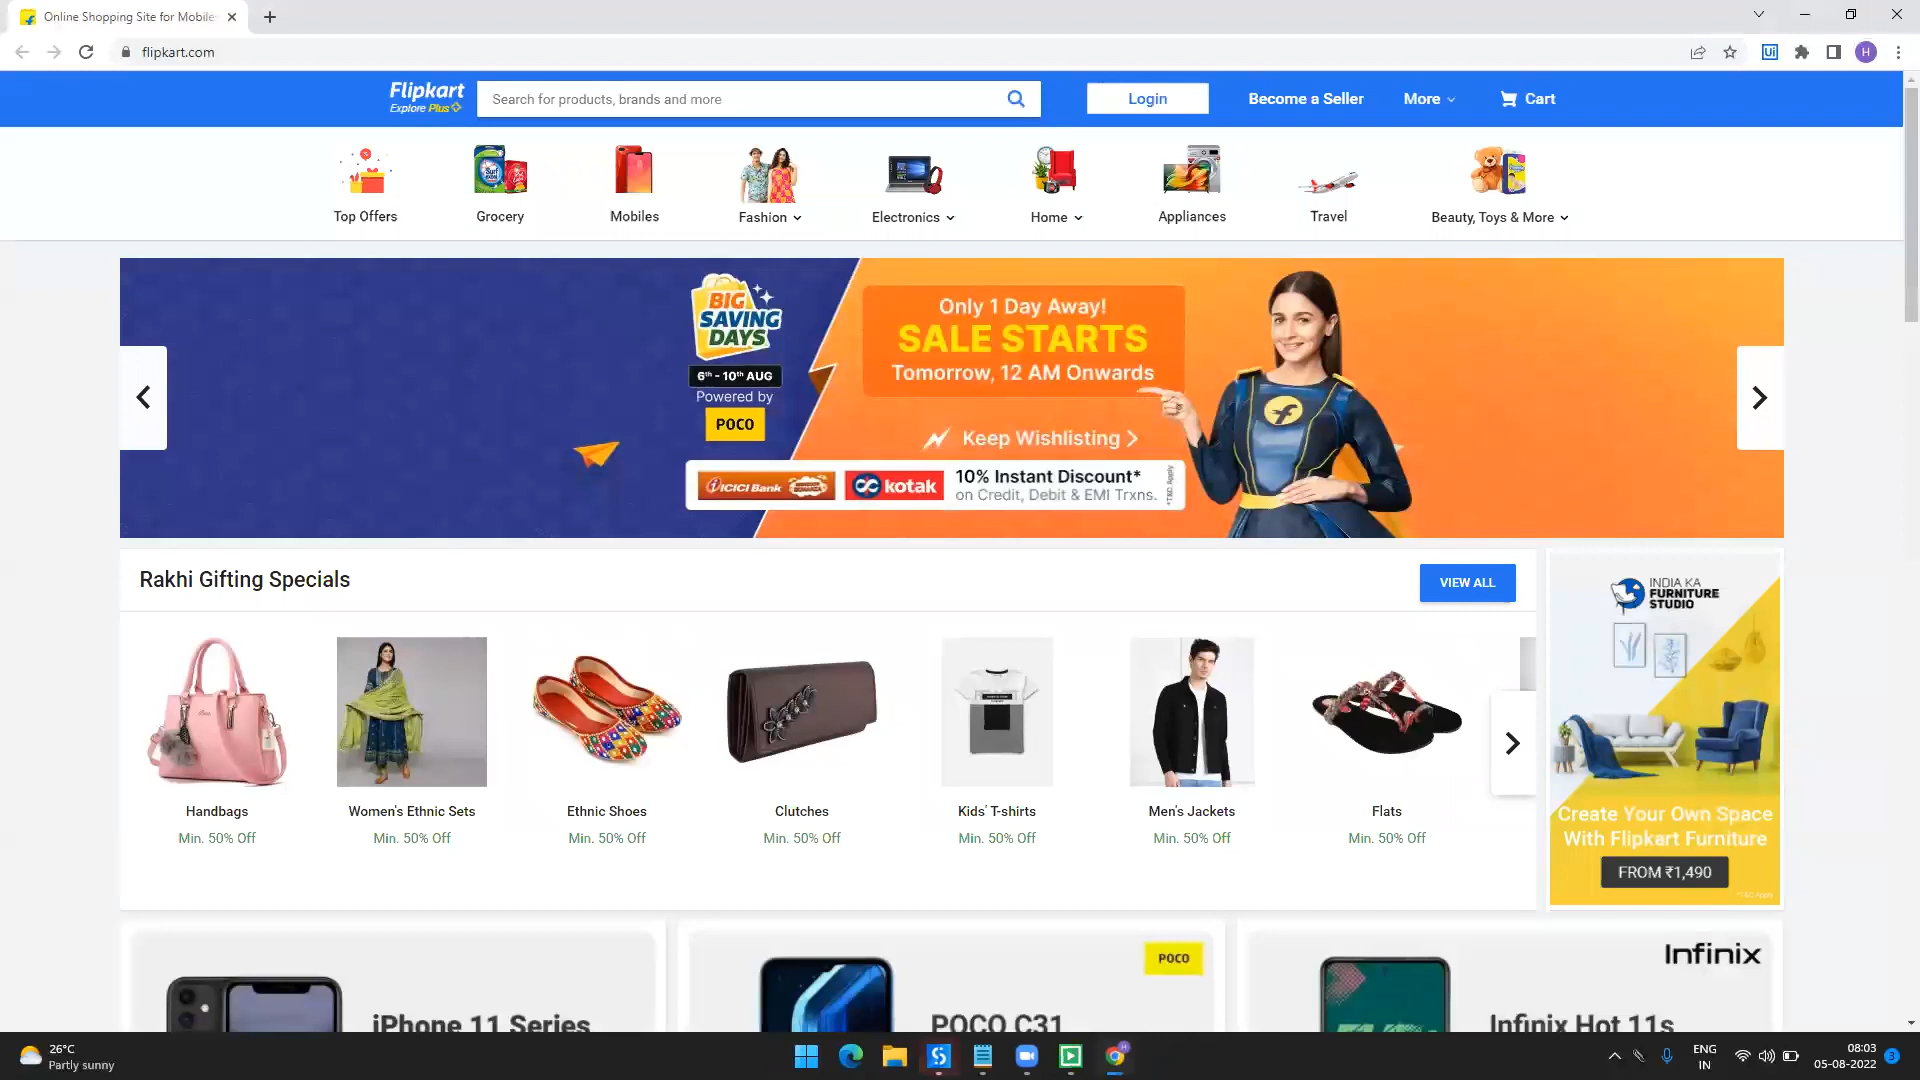 Online Shopping Site for Mobile
flipkart.com
H
Flipkart
Explore Plus
Search for products, brands and more
Login
Become a Seller
More
Cart
Top Offers
Grocery
Mobiles
Fashion
Electronics
Home
Appliances
Travel
Beauty, Toys & More
BIG
SAVING
DAYS
6th - 10th AUG
Powered by
POCO
Only 1 Day Away!
SALE STARTS
Tomorrow, 12 AM Onwards
Keep Wishlisting
ICICI Bank
kotak
10% Instant Discount*
on Credit, Debit & EMI Trxns.
*T&C Apply
Rakhi Gifting Specials
VIEW ALL
Handbags
Min. 50% Off
Women's Ethnic Sets
Min. 50% Off
Ethnic Shoes
Min. 50% Off
Clutches
Min. 50% Off
Kids' T-shirts
Min. 50% Off
Men's Jackets
Min. 50% Off
Flats
Min. 50% Off
INDIA KA
FURNITURE
STUDIO
Create Your Own Space
With Flipkart Furniture
FROM ₹1,490
*T&C Apply
iPhone 11 Series
POCO
POCO C31
Infinix
Infinix Hot 11s
26°C
Partly sunny
ENG
IN
08:03
05-08-2022
3